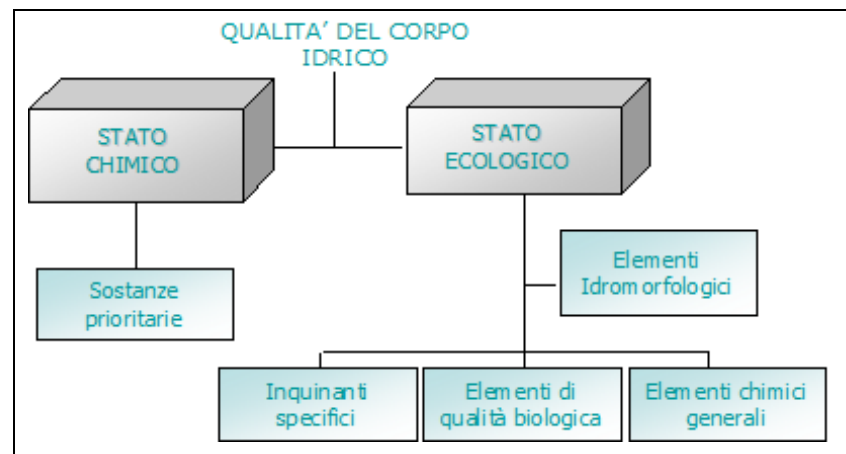 QUALITA' DEL CORPO
IDRICO
STATO
CHIMICO
STATO
ECOLOGICO
Elementi
Idromorfologici
Sostanze
prioritarie
Inquinanti
specifici
Elementi di
qualità biologica
Elementi chimici
generali